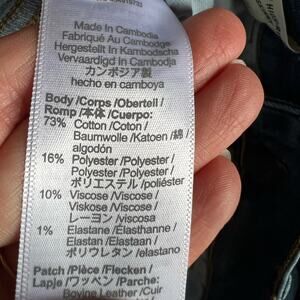 Made In Cambodia
Fabriqué Au Cambodge
Hergestellt In Kambodscha
Vervaardigd In Cambodja
カンボジア製
hecho en camboya
Body /Corps /Obertell /
Romp /本体 /Cuerpo:
73% Cotton /Coton /
Baumwolle /Katoen /綿 /
algodón
16% Polyester /Polyester /
Polyester /Polyester /
ポリエステル /poliéster
10% Viscose /Viscose /
Viskose /Viscose /
レーヨン /viscosa
1% Elastane /Élasthanne /
Elastan /Elastaan /
ポリウレタン /elastano
Patch /Pièce /Flecken /
Lapje /ワッペン /Parche:
Bovine Leather /Cuir